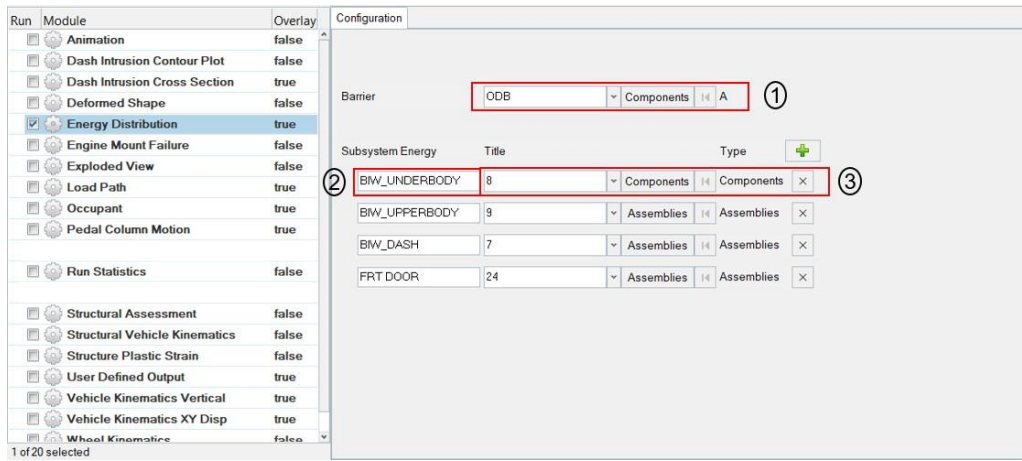 Run Module Overlay
Animation false
Dash Intrusion Contour Plot false
Dash Intrusion Cross Section true
Deformed Shape false
Energy Distribution true
Engine Mount Failure true
Exploded View false
Load Path true
Occupant true
Pedal Column Motion true
Run Statistics false
Structural Assessment false
Structural Vehicle Kinematics false
Structure Plastic Strain false
User Defined Output true
Vehicle Kinematics Vertical true
Vehicle Kinematics XY Disp true
Wheel Kinematics false
1 of 20 selected
Configuration
Barrier ODB Components A ①
Subsystem Energy Title Type
② BIW_UNDERBODY 8 Components Components ③
BIW_UPPERBODY 9 Assemblies Assemblies
BIW_DASH 7 Assemblies Assemblies
FRT DOOR 24 Assemblies Assemblies